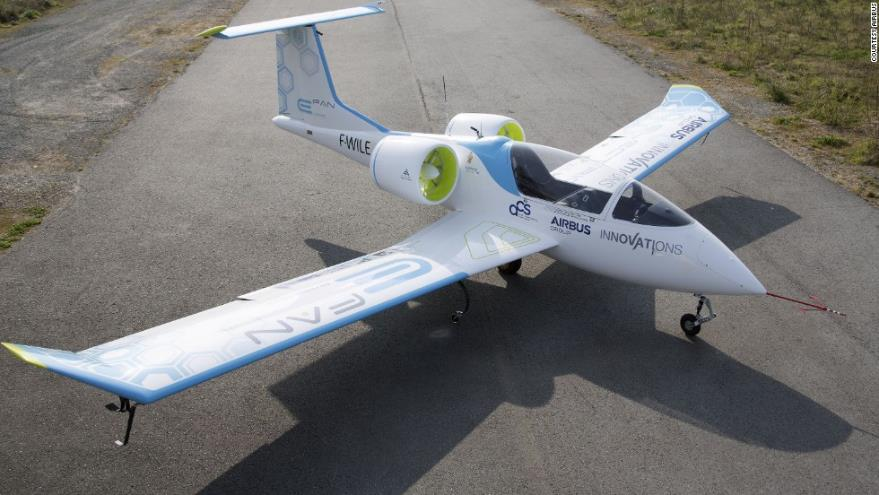 COURTESY AIRBUS
E FAN
F-WILE
INNOVATIONS
AIRBUS
acs
AIRBUS
GROUP
INNOVATIONS
E FAN